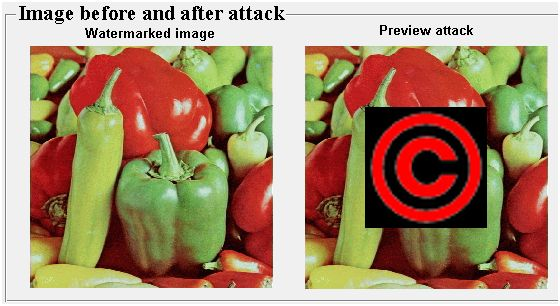 Image before and after attack
Watermarked image
Preview attack
©